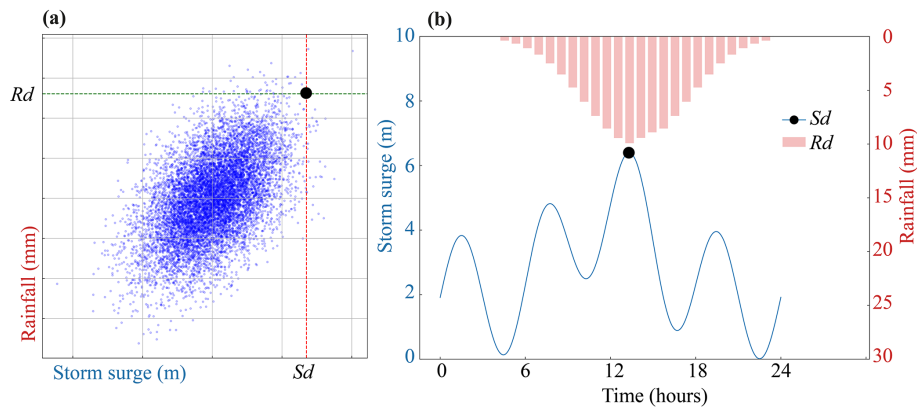 (a)
Rd
Rainfall (mm)
Storm surge (m)
Sd
(b)
10
8
6
4
2
0
Storm surge (m)
0
6
12
18
24
Time (hours)
0
5
10
15
20
25
30
Rainfall (mm)
Sd
Rd